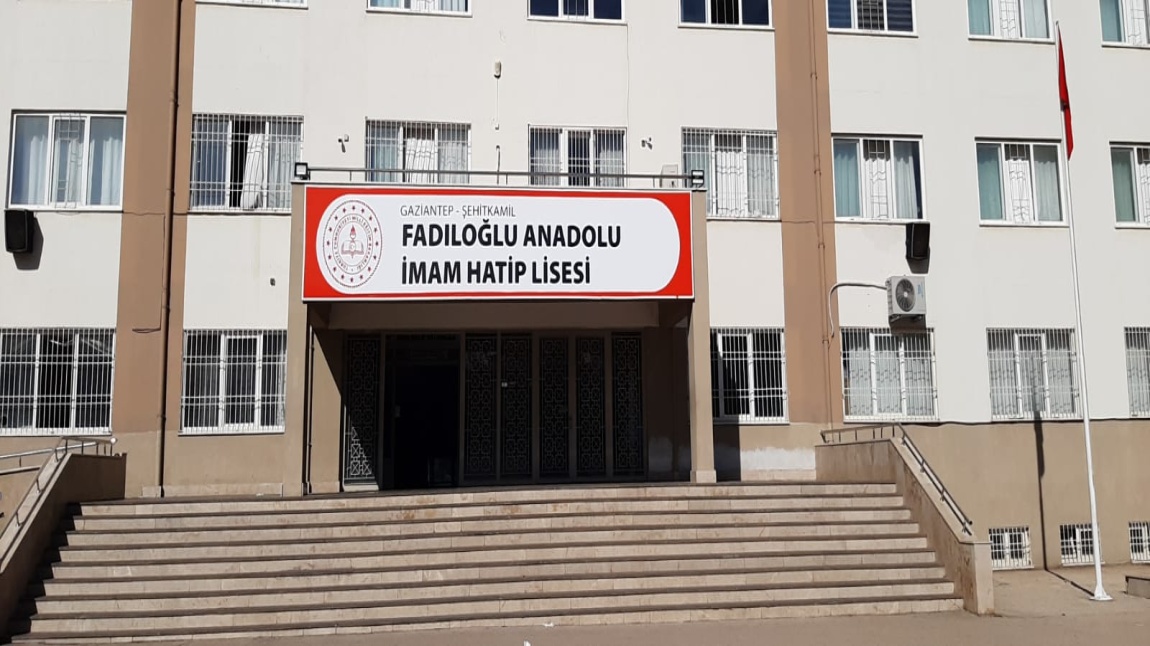 GAZİANTEP - ŞEHİTKAMİL
FADILOĞLU ANADOLU
İMAM HATİP LİSESİ